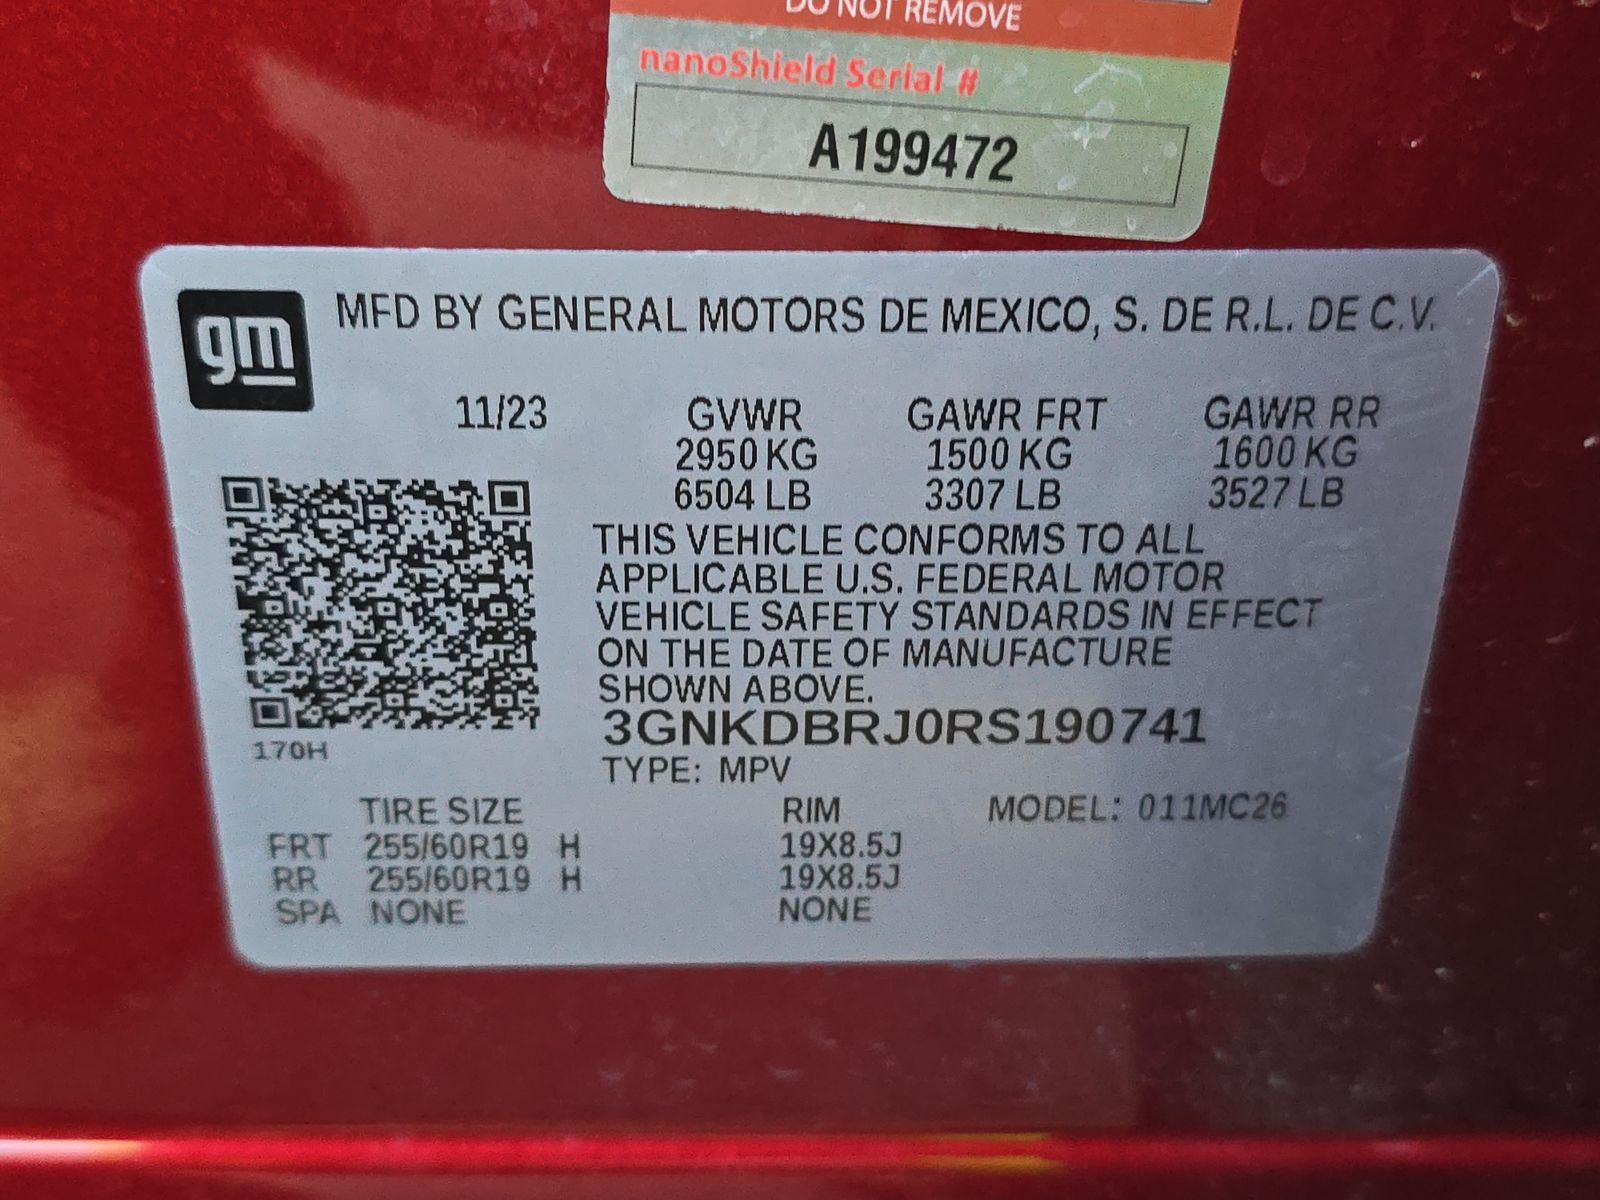 DO NOT REMOVE
nanoShield Serial #
A199472
gm MFD BY GENERAL MOTORS DE MEXICO, S. DE R.L. DE C.V.
11/23 GVWR GAWR FRT GAWR RR
2950 KG 1500 KG 1600 KG
6504 LB 3307 LB 3527 LB
THIS VEHICLE CONFORMS TO ALL
APPLICABLE U.S. FEDERAL MOTOR
VEHICLE SAFETY STANDARDS IN EFFECT
ON THE DATE OF MANUFACTURE
SHOWN ABOVE.
3GNKDBRJ0RS190741
170H
TYPE: MPV
TIRE SIZE RIM MODEL: 011MC26
FRT 255/60R19 H 19X8.5J
RR 255/60R19 H 19X8.5J
SPA NONE NONE